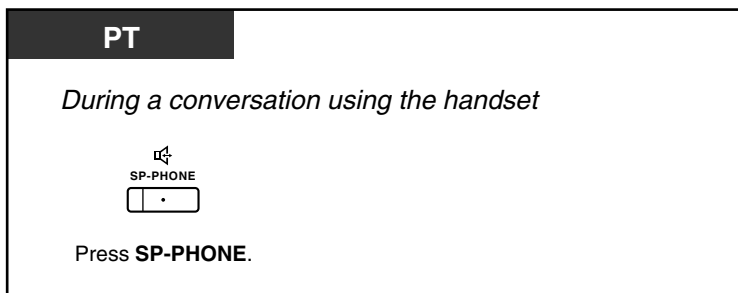 PT
During a conversation using the handset
SP-PHONE
Press SP-PHONE.